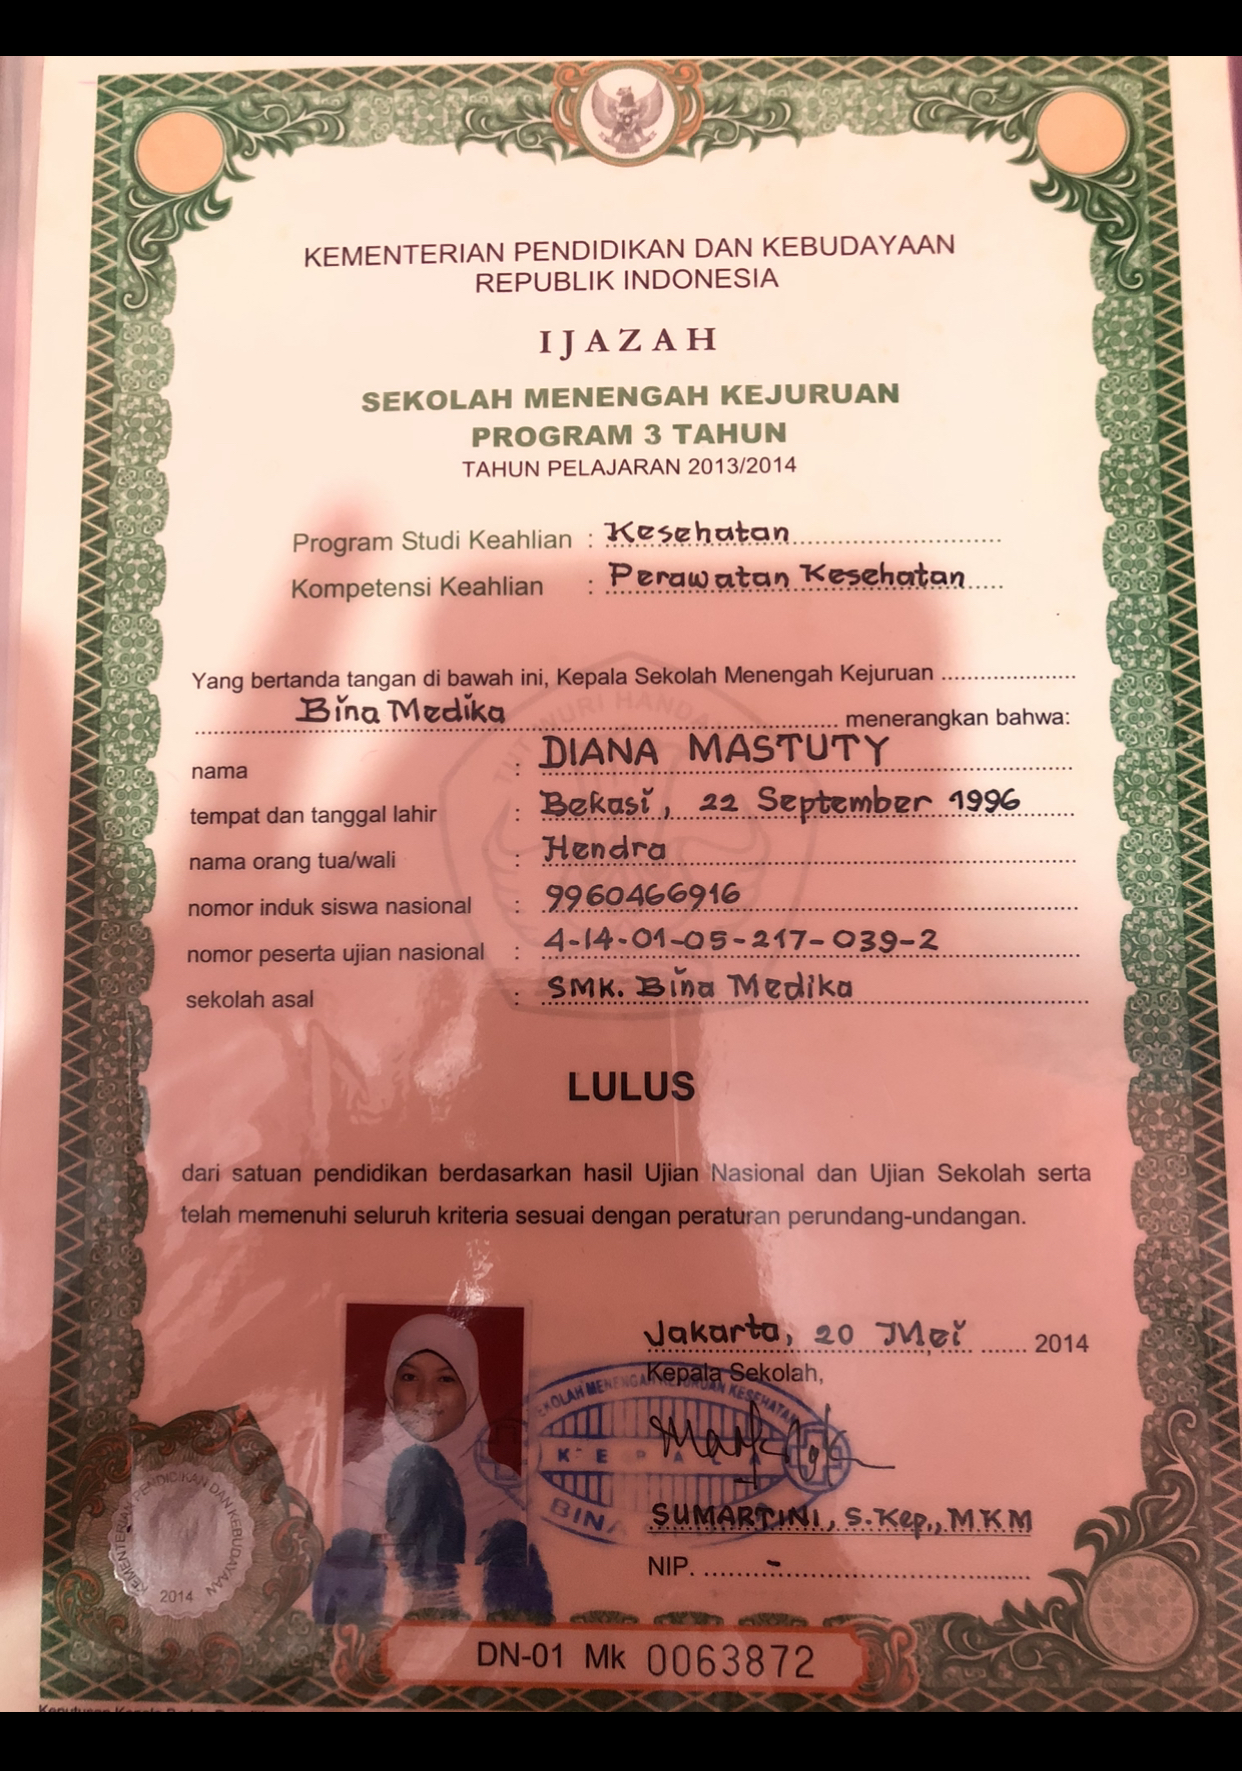 KEMENTERIAN PENDIDIKAN DAN KEBUDAYAAN
REPUBLIK INDONESIA
IJAZAH
SEKOLAH MENENGAH KEJURUAN
PROGRAM 3 TAHUN
TAHUN PELAJARAN 2013/2014
Program Studi Keahlian : Kesehatan
Kompetensi Keahlian : Perawatan Kesehatan
Yang bertanda tangan di bawah ini, Kepala Sekolah Menengah Kejuruan
Bina Medika menerangkan bahwa:
nama : DIANA MASTUTY
tempat dan tanggal lahir : Bekasi, 22 September 1996
nama orang tua/wali : Hendra
nomor induk siswa nasional : 9960466916
nomor peserta ujian nasional : 4-14-01-05-217-039-2
sekolah asal : SMK. Bina Medika
LULUS
dari satuan pendidikan berdasarkan hasil Ujian Nasional dan Ujian Sekolah serta
telah memenuhi seluruh kriteria sesuai dengan peraturan perundang-undangan.
Jakarta, 20 Mei 2014
Kepala Sekolah,
KEPALA
BINA
SUMARTINI, S.Kep., MKM
NIP. -
KEMENTERIAN PENDIDIKAN DAN KEBUDAYAAN
2014
DN-01 Mk 0063872